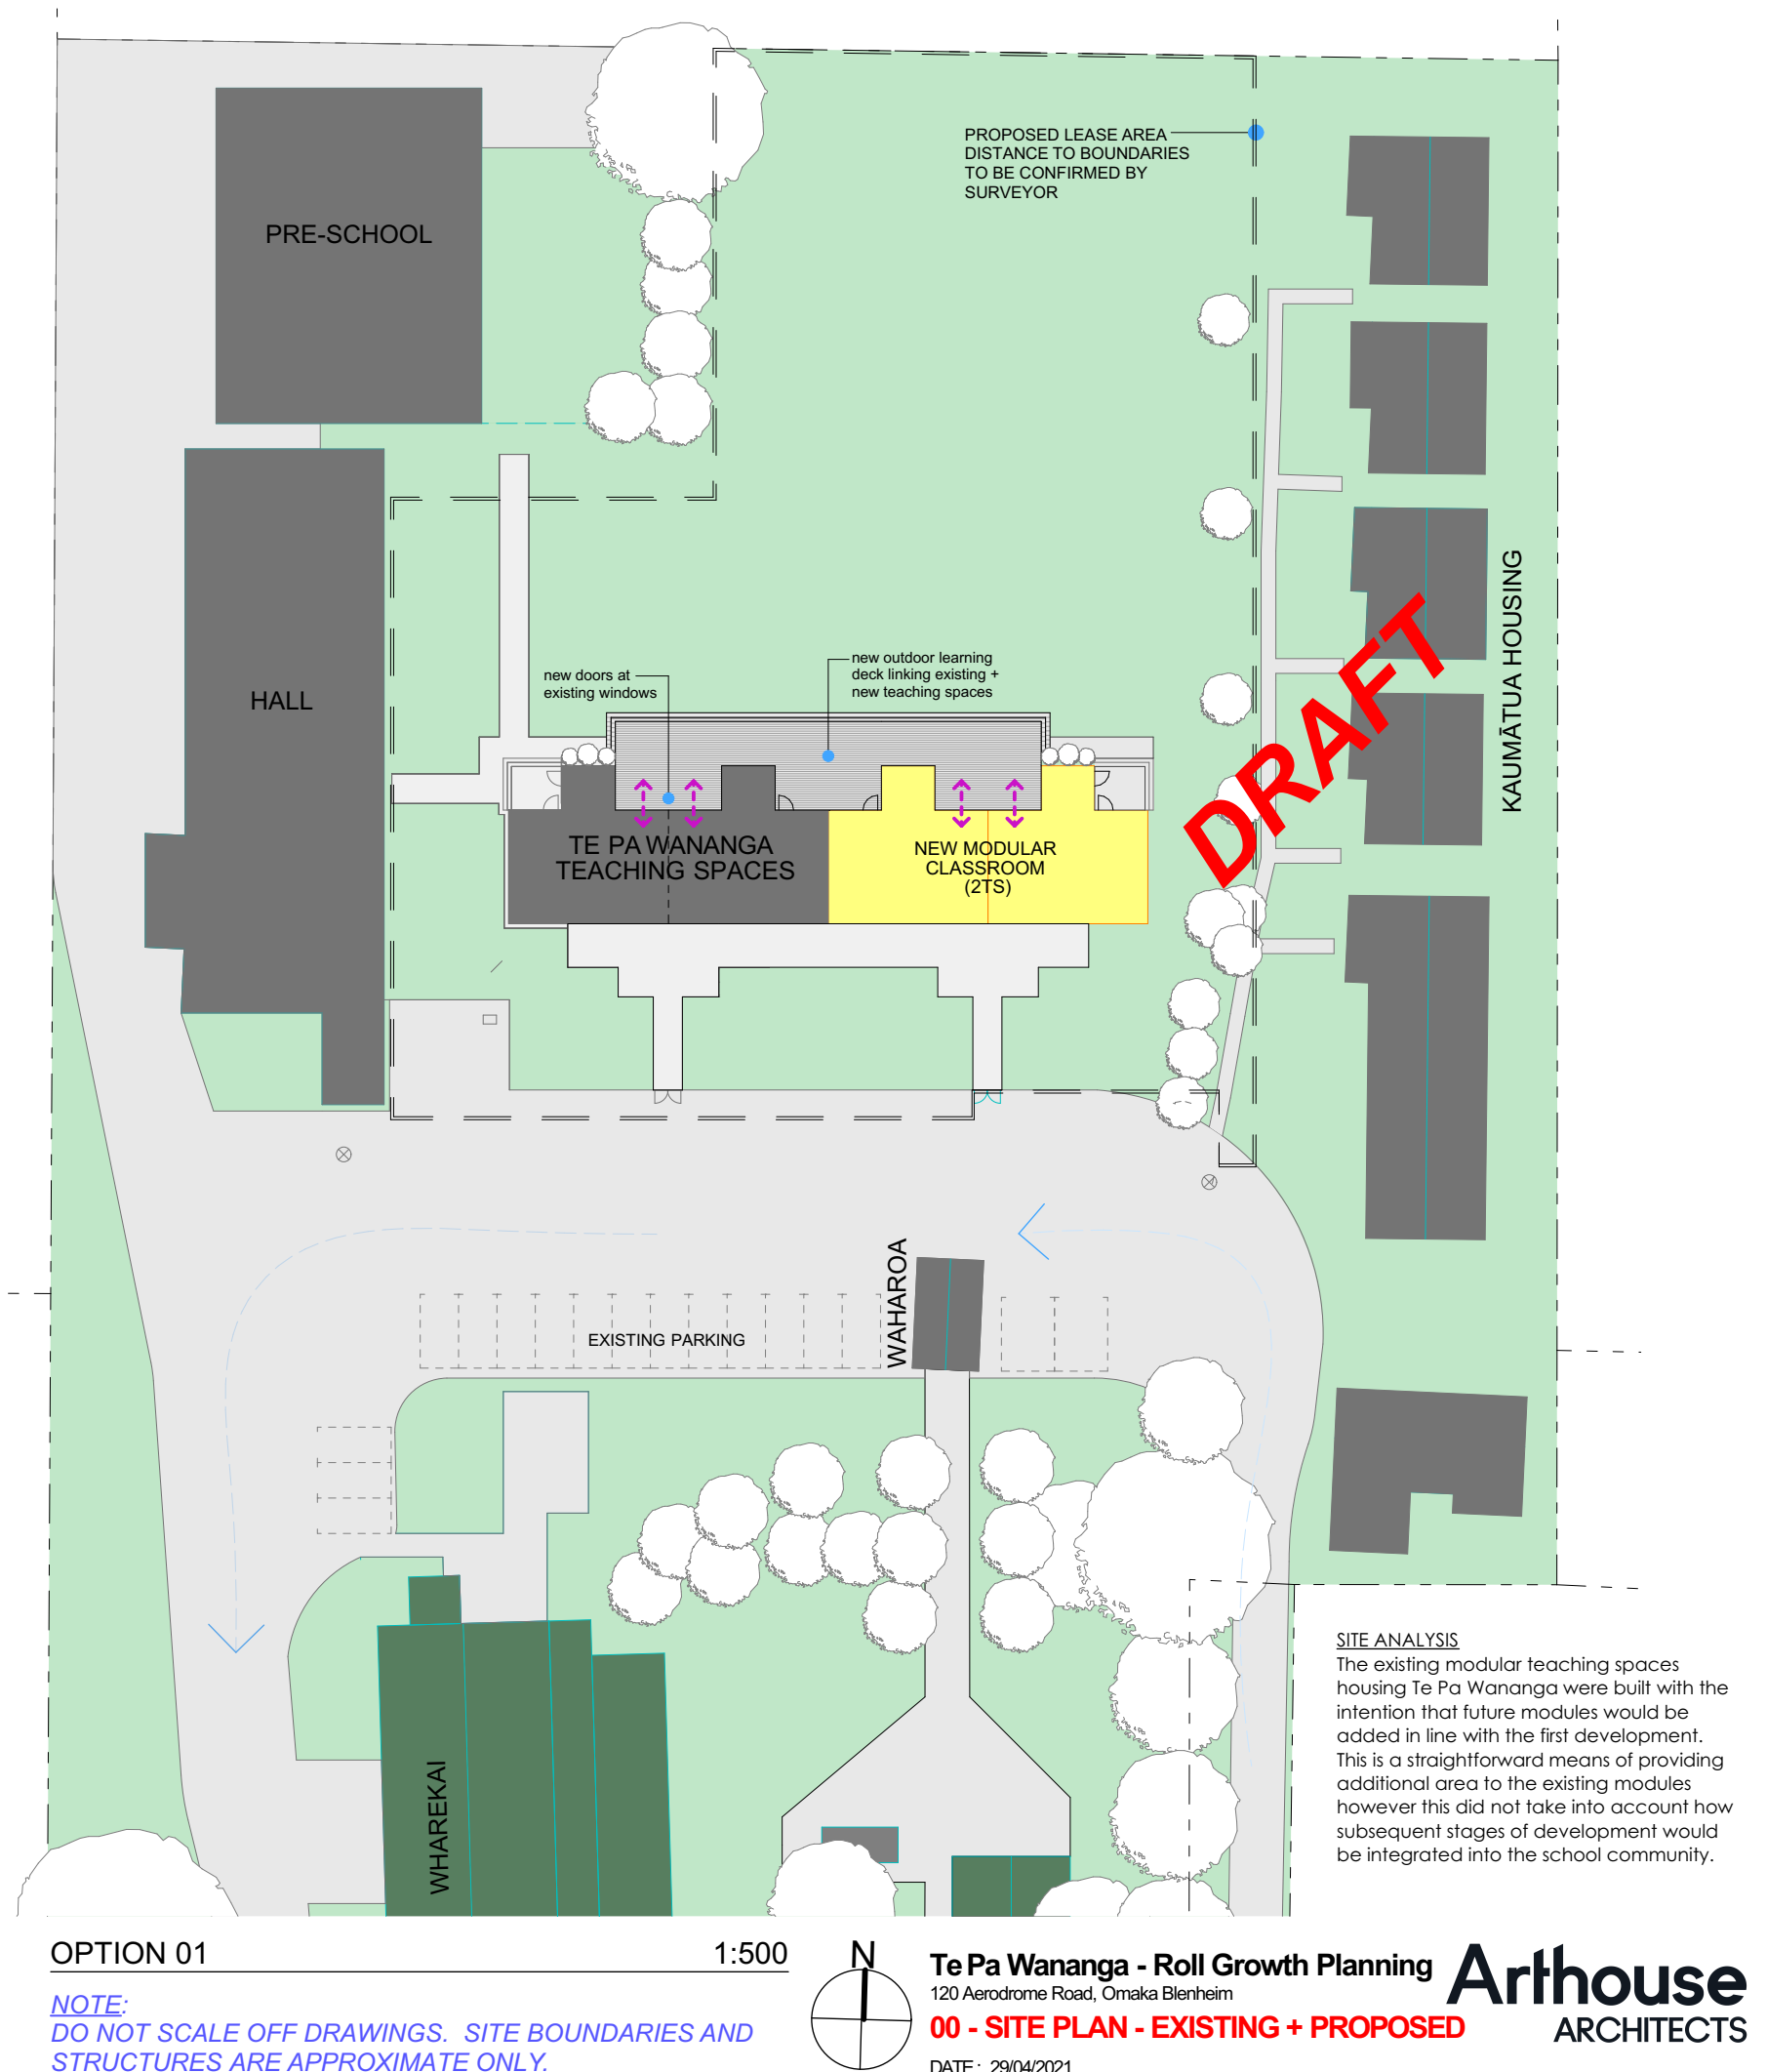 PROPOSED LEASE AREA
DISTANCE TO BOUNDARIES
TO BE CONFIRMED BY
SURVEYOR
PRE-SCHOOL
HALL
new doors at
existing windows
new outdoor learning
deck linking existing +
new teaching spaces
KAUMĀTUA HOUSING
DRAFT
TE PA WANANGA
TEACHING SPACES
NEW MODULAR
CLASSROOM
(2TS)
WAHAROA
EXISTING PARKING
WHAREKAI
SITE ANALYSIS
The existing modular teaching spaces
housing Te Pa Wananga were built with the
intention that future modules would be
added in line with the first development.
This is a straightforward means of providing
additional area to the existing modules
however this did not take into account how
subsequent stages of development would
be integrated into the school community.
OPTION 01 1:500
NOTE:
DO NOT SCALE OFF DRAWINGS. SITE BOUNDARIES AND
STRUCTURES ARE APPROXIMATE ONLY.
N
Te Pa Wananga - Roll Growth Planning
120 Aerodrome Road, Omaka Blenheim
00 - SITE PLAN - EXISTING + PROPOSED
DATE : 29/04/2021
Arthouse
ARCHITECTS